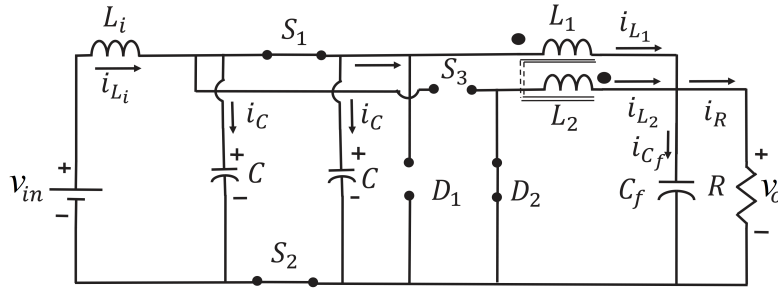 L_i
S_1
L_1
i_{L_1}
i_{L_i}
S_3
L_2
i_{L_2}
i_R
i_C
i_C
i_{C_f}
+
+
+
+
v_{in}
C
C
D_1
D_2
C_f
R
v_o
-
-
-
-
S_2